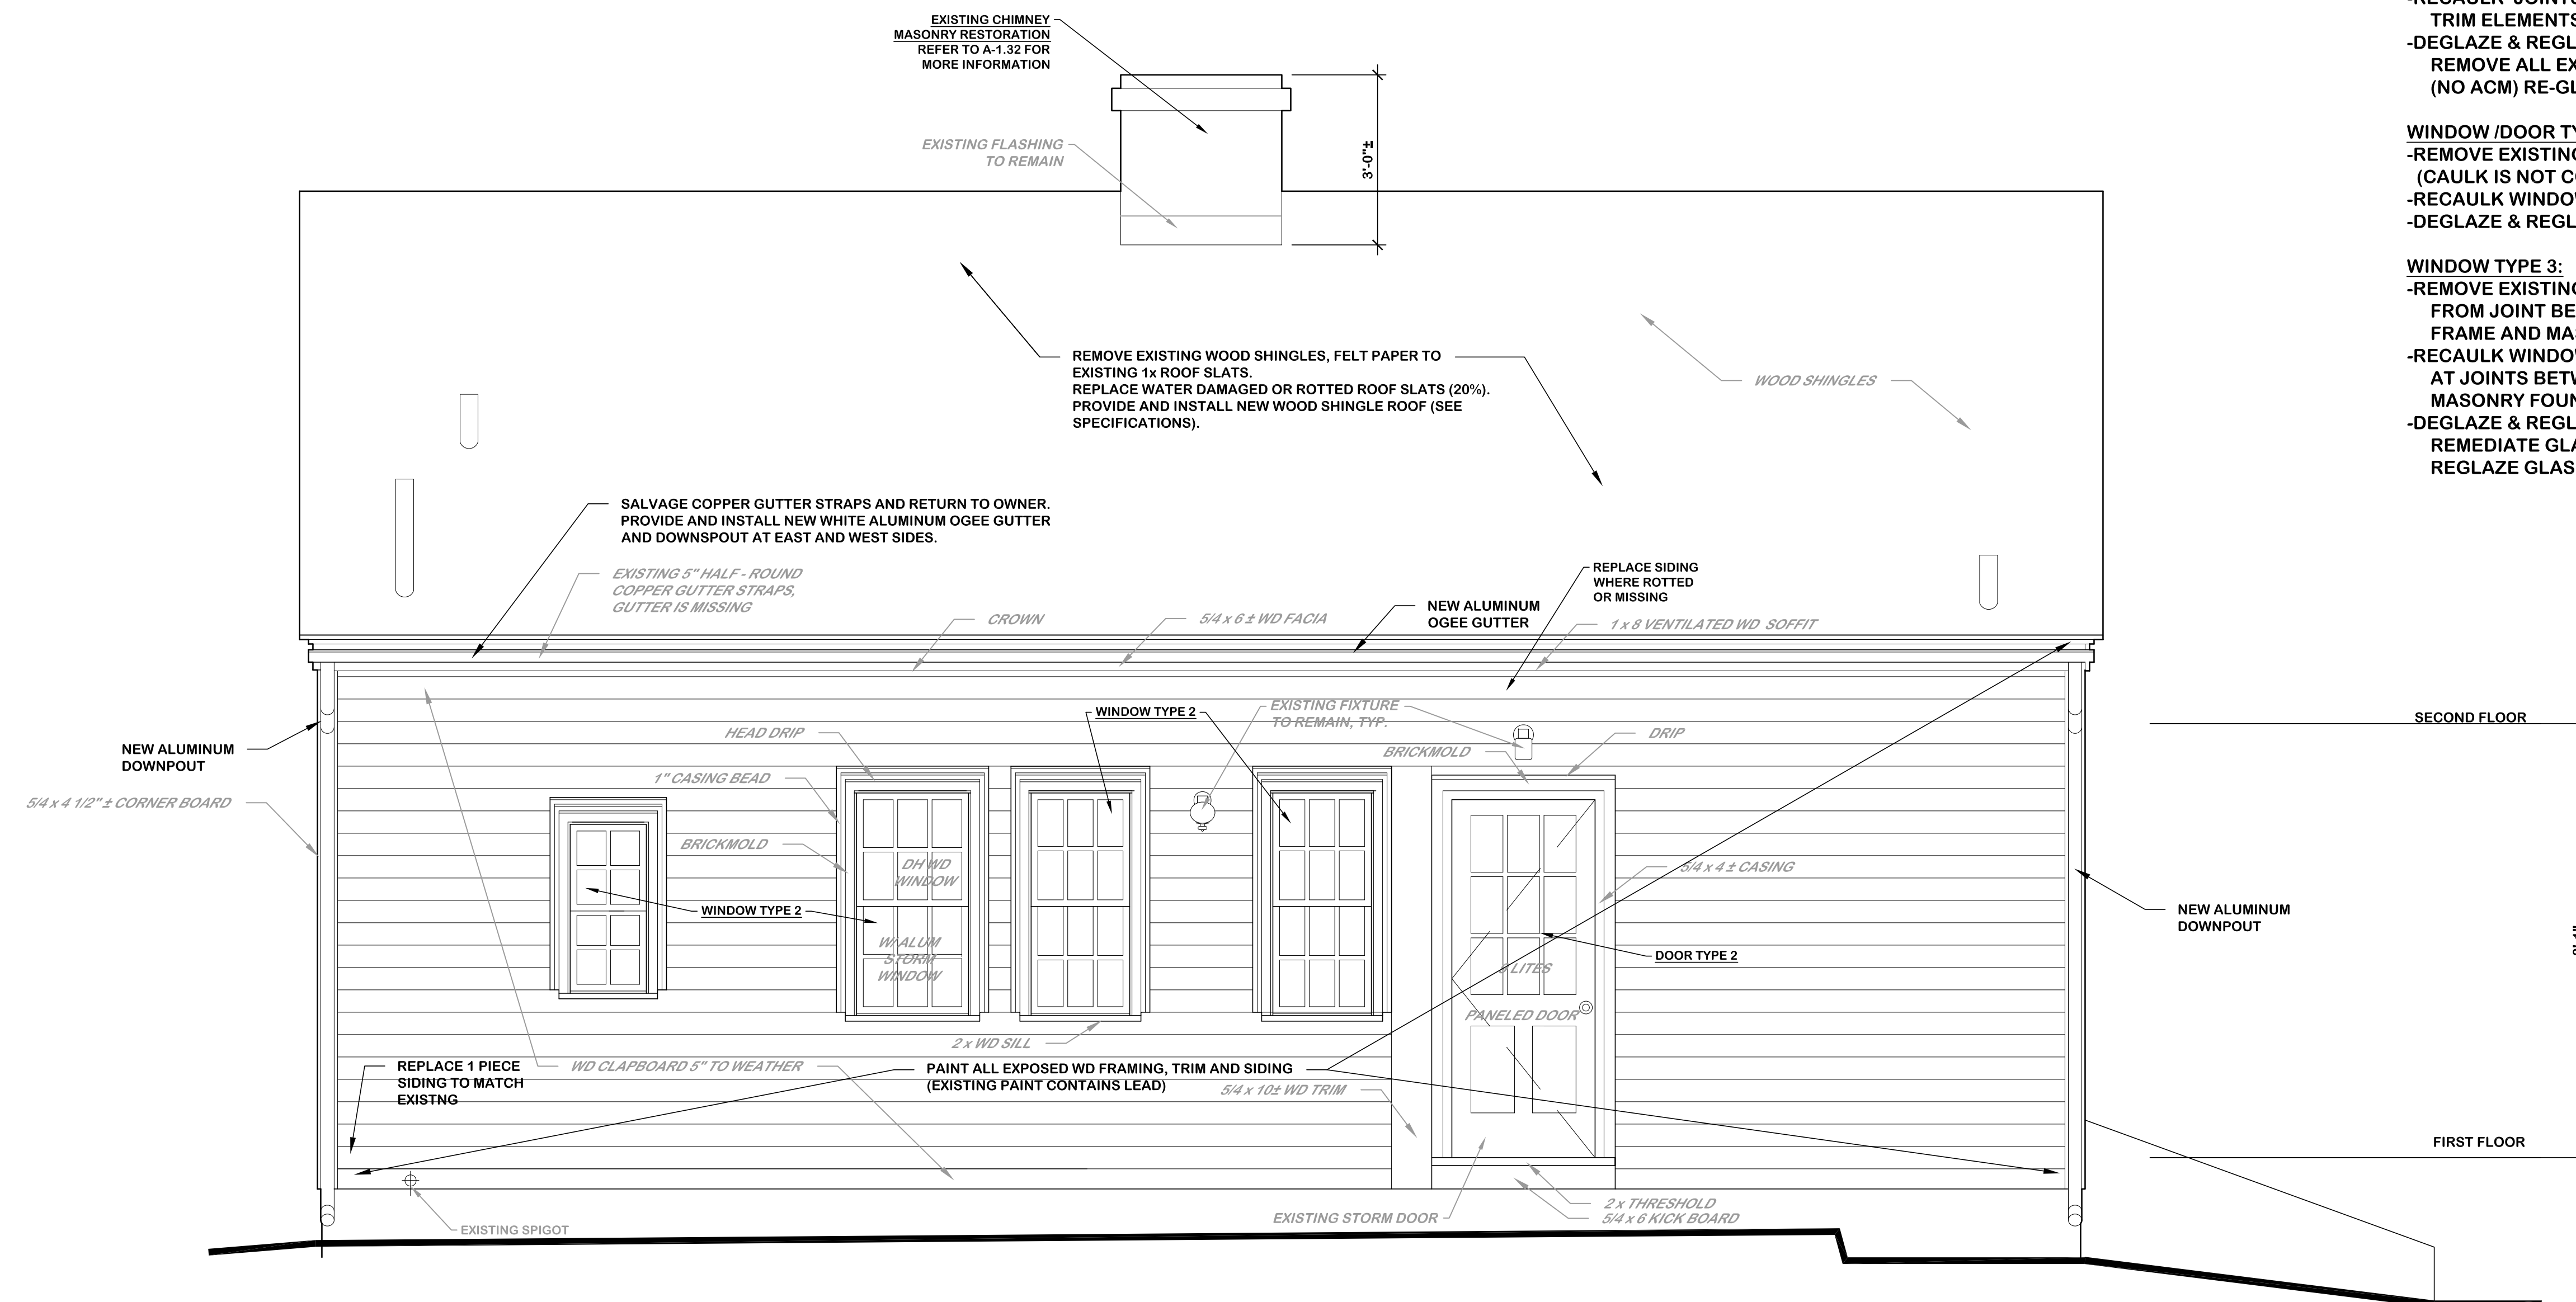 EXISTING CHIMNEY
MASONRY RESTORATION
REFER TO A-1.32 FOR
MORE INFORMATION
EXISTING FLASHING
TO REMAIN
3'-0"±
REMOVE EXISTING WOOD SHINGLES, FELT PAPER TO
EXISTING 1x ROOF SLATS.
REPLACE WATER DAMAGED OR ROTTED ROOF SLATS (20%).
PROVIDE AND INSTALL NEW WOOD SHINGLE ROOF (SEE
SPECIFICATIONS).
WOOD SHINGLES
SALVAGE COPPER GUTTER STRAPS AND RETURN TO OWNER.
PROVIDE AND INSTALL NEW WHITE ALUMINUM OGEE GUTTER
AND DOWNSPOUT AT EAST AND WEST SIDES.
EXISTING 5" HALF - ROUND
COPPER GUTTER STRAPS,
GUTTER IS MISSING
CROWN
5/4 x 6 ± WD FACIA
NEW ALUMINUM
OGEE GUTTER
REPLACE SIDING
WHERE ROTTED
OR MISSING
1 x 8 VENTILATED WD SOFFIT
NEW ALUMINUM
DOWNPOUT
5/4 x 4 1/2" ± CORNER BOARD
HEAD DRIP
1" CASING BEAD
BRICKMOLD
WINDOW TYPE 2
EXISTING FIXTURE
TO REMAIN, TYP.
BRICKMOLD
DRIP
DH WD
WINDOW
WINDOW TYPE 2
W/ ALUM
STORM
WINDOW
5/4 x 4 ± CASING
DOOR TYPE 2
LITES
PANELED DOOR
NEW ALUMINUM
DOWNPOUT
2 x WD SILL
REPLACE 1 PIECE
SIDING TO MATCH
EXISTNG
WD CLAPBOARD 5" TO WEATHER
PAINT ALL EXPOSED WD FRAMING, TRIM AND SIDING
(EXISTING PAINT CONTAINS LEAD)
5/4 x 10± WD TRIM
EXISTING SPIGOT
EXISTING STORM DOOR
2 x THRESHOLD
5/4 x 6 KICK BOARD
SECOND FLOOR
FIRST FLOOR
TRIM ELEMENTS
-DEGLAZE & REGL
REMOVE ALL EX
(NO ACM) RE-GL
WINDOW /DOOR TY
-REMOVE EXISTING
(CAULK IS NOT CO
-RECAULK WINDOW
-DEGLAZE & REGL
WINDOW TYPE 3:
-REMOVE EXISTING
FROM JOINT BE
FRAME AND MAS
-RECAULK WINDOW
AT JOINTS BETW
MASONRY FOUN
-DEGLAZE & REGL
REMEDIATE GLA
REGLAZE GLAS